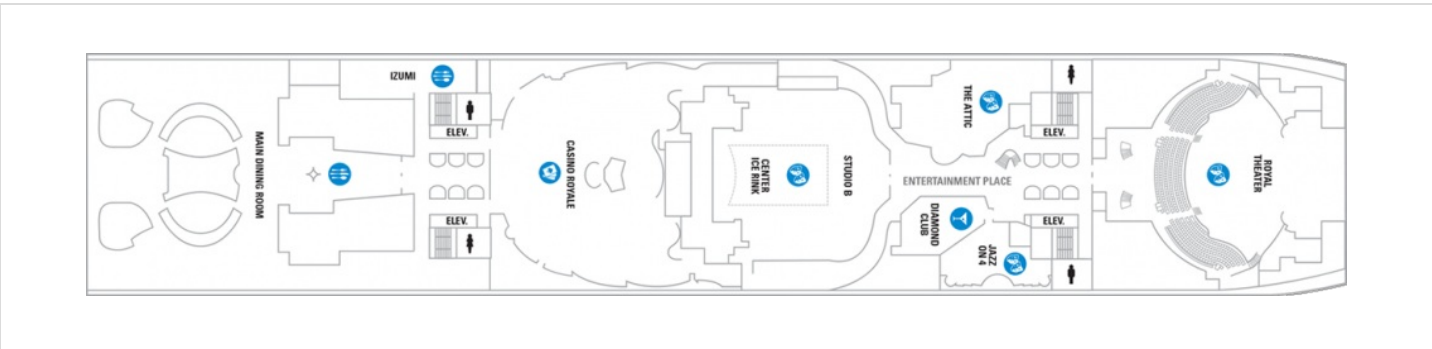 IZUMI
ELEV.
MAIN DINING ROOM
ELEV.
CASINO ROYALE
CENTER
ICE RINK
STUDIO B
THE ATTIC
ELEV.
ENTERTAINMENT PLACE
DIAMOND
CLUB
JAZZ
ON 4
ELEV.
ROYAL
THEATER